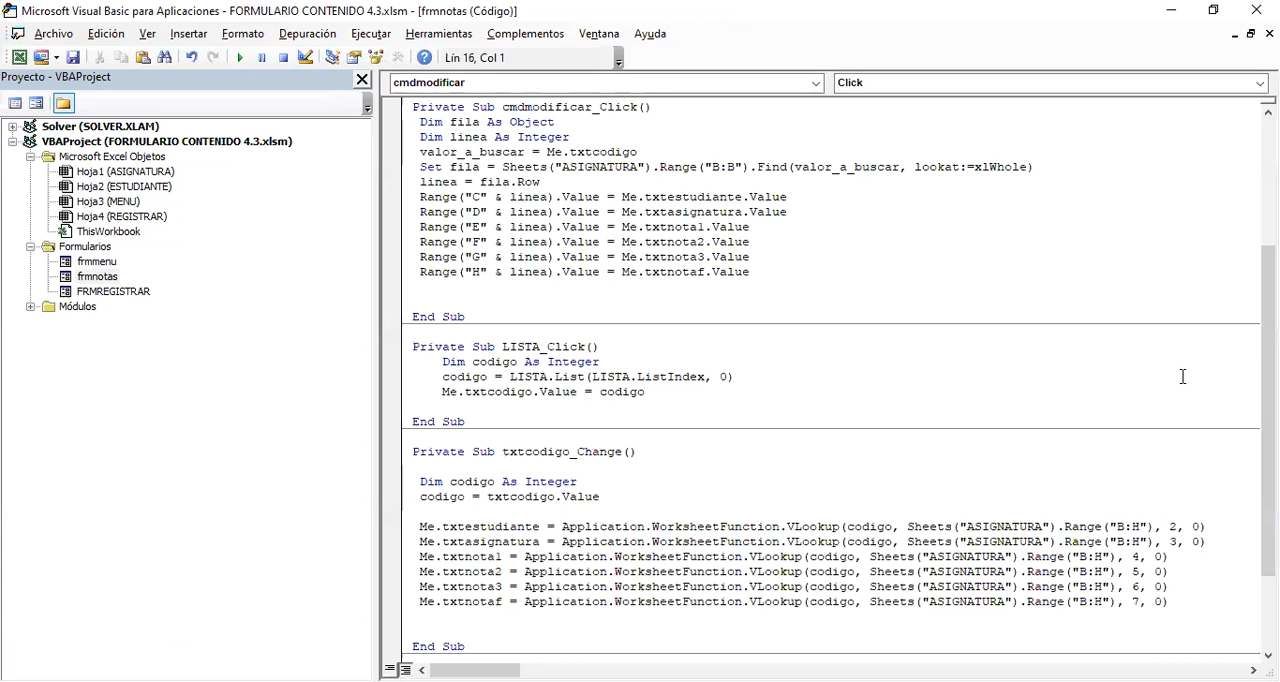 Microsoft Visual Basic para Aplicaciones - FORMULARIO CONTENIDO 4.3.xlsm - [frmnotas (Código)]
Archivo Edición Ver Insertar Formato Depuración Ejecutar Herramientas Complementos Ventana Ayuda
Lín 16, Col 1
Proyecto - VBAProject
cmdmodificar
Click
Solver (SOLVER.XLAM)
VBAProject (FORMULARIO CONTENIDO 4.3.xlsm)
Microsoft Excel Objetos
Hoja1 (ASIGNATURA)
Hoja2 (ESTUDIANTE)
Hoja3 (MENU)
Hoja4 (REGISTRAR)
ThisWorkbook
Formularios
frmmenu
frmnotas
FRMREGISTRAR
Módulos
Private Sub cmdmodificar_Click()
Dim fila As Object
Dim linea As Integer
valor_a_buscar = Me.txtcodigo
Set fila = Sheets("ASIGNATURA").Range("B:B").Find(valor_a_buscar, lookat:=xlWhole)
linea = fila.Row
Range("C" & linea).Value = Me.txtestudiante.Value
Range("D" & linea).Value = Me.txtasignatura.Value
Range("E" & linea).Value = Me.txtnota1.Value
Range("F" & linea).Value = Me.txtnota2.Value
Range("G" & linea).Value = Me.txtnota3.Value
Range("H" & linea).Value = Me.txtnotaf.Value
End Sub
Private Sub LISTA_Click()
Dim codigo As Integer
codigo = LISTA.List(LISTA.ListIndex, 0)
Me.txtcodigo.Value = codigo
End Sub
Private Sub txtcodigo_Change()
Dim codigo As Integer
codigo = txtcodigo.Value
Me.txtestudiante = Application.WorksheetFunction.VLookup(codigo, Sheets("ASIGNATURA").Range("B:H"), 2, 0)
Me.txtasignatura = Application.WorksheetFunction.VLookup(codigo, Sheets("ASIGNATURA").Range("B:H"), 3, 0)
Me.txtnota1 = Application.WorksheetFunction.VLookup(codigo, Sheets("ASIGNATURA").Range("B:H"), 4, 0)
Me.txtnota2 = Application.WorksheetFunction.VLookup(codigo, Sheets("ASIGNATURA").Range("B:H"), 5, 0)
Me.txtnota3 = Application.WorksheetFunction.VLookup(codigo, Sheets("ASIGNATURA").Range("B:H"), 6, 0)
Me.txtnotaf = Application.WorksheetFunction.VLookup(codigo, Sheets("ASIGNATURA").Range("B:H"), 7, 0)
End Sub